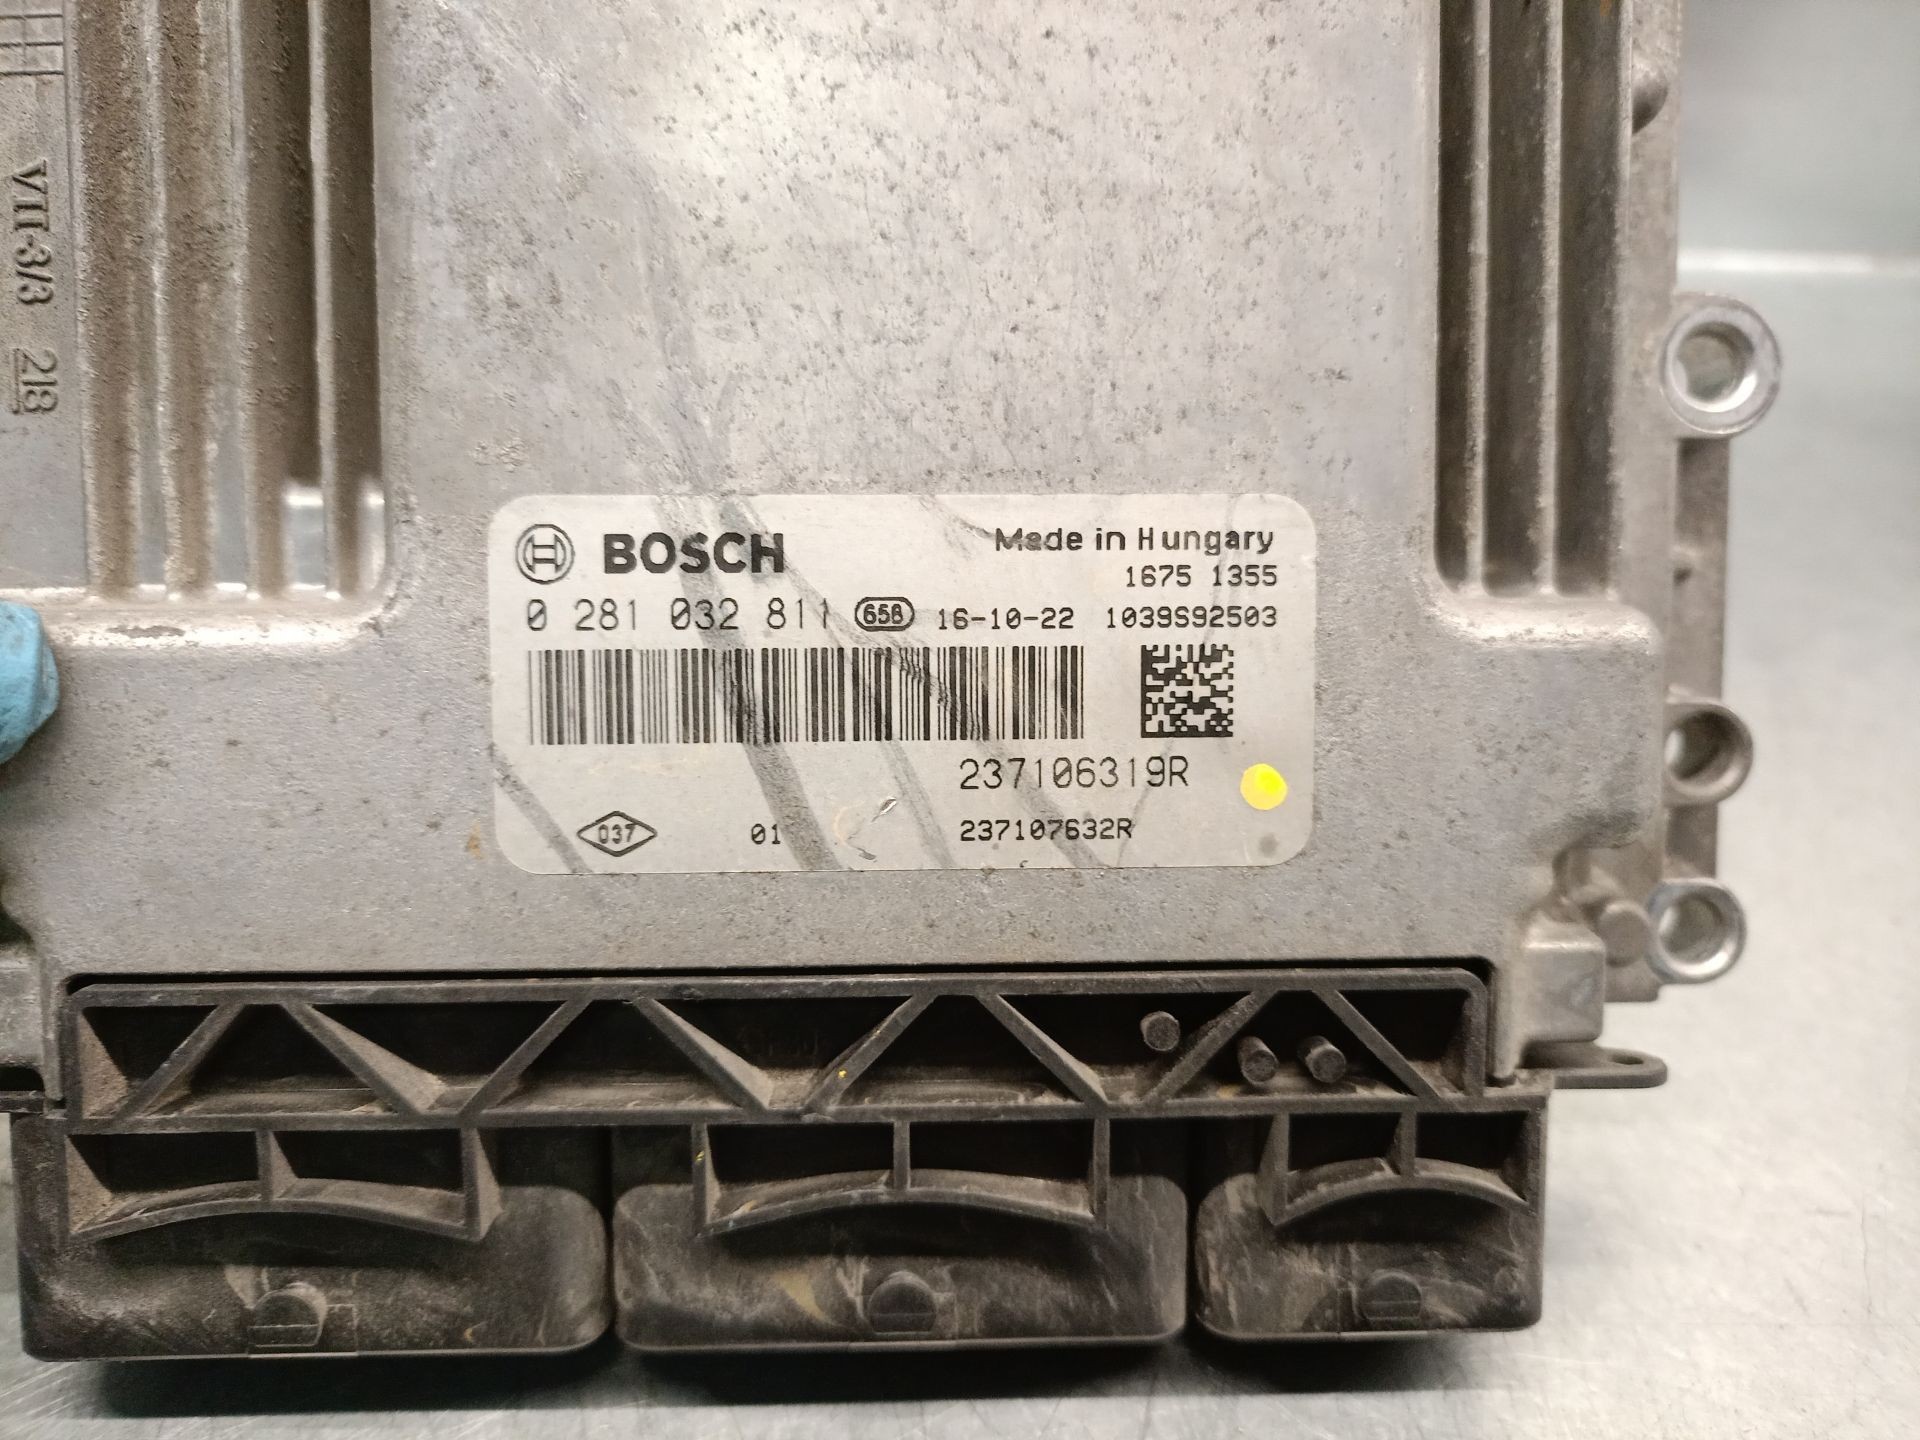 VIII-3/3 218
BOSCH
Made in Hungary
1675 1355
0 281 032 811 658 16-10-22 1039S92503
237106319R
037 01 237107632R